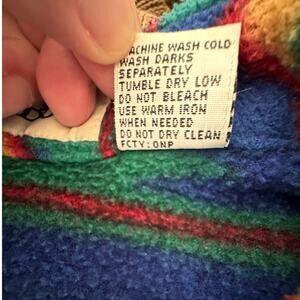 MACHINE WASH COLD
WASH DARKS
SEPARATELY
TUMBLE DRY LOW
DO NOT BLEACH
USE WARM IRON
WHEN NEEDED
DO NOT DRY CLEAN
FCTY: ONP